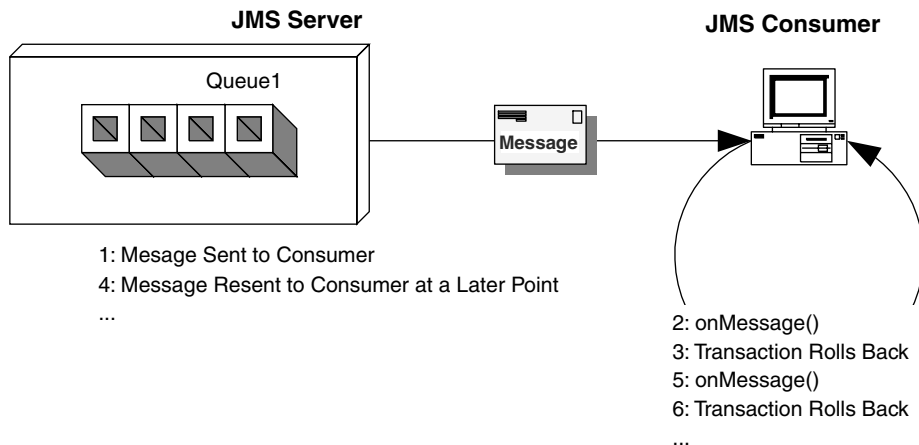 JMS Server
JMS Consumer
Queue1
Message
1: Mesage Sent to Consumer
4: Message Resent to Consumer at a Later Point
...
2: onMessage()
3: Transaction Rolls Back
5: onMessage()
6: Transaction Rolls Back
...